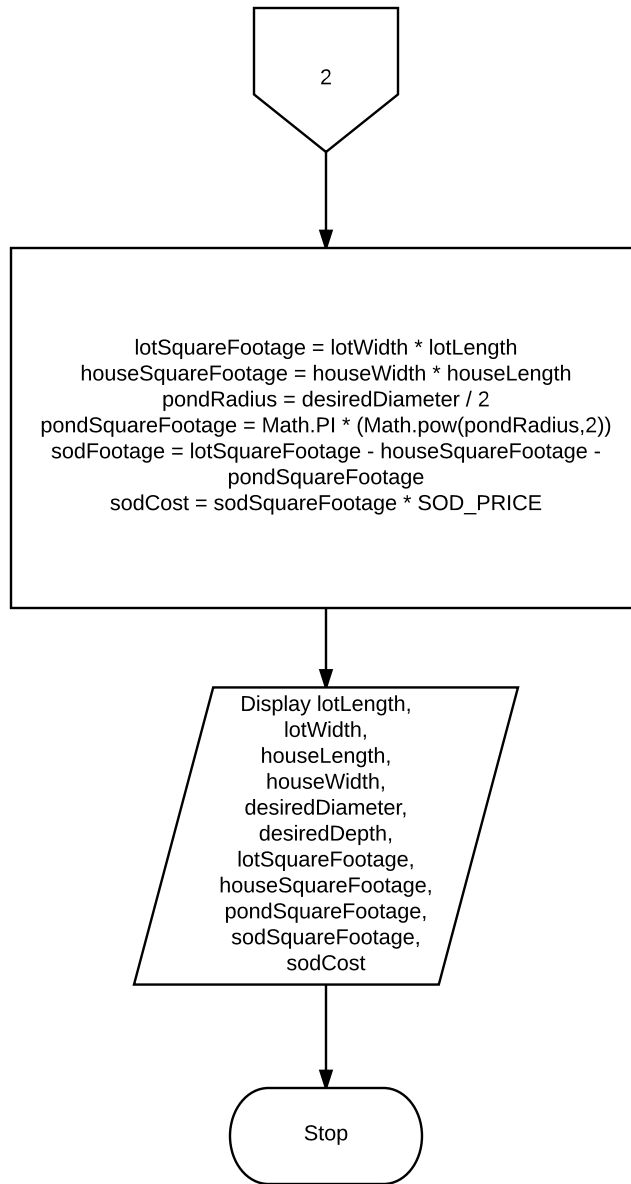 2
lotSquareFootage = lotWidth * lotLength
houseSquareFootage = houseWidth * houseLength
pondRadius = desiredDiameter / 2
pondSquareFootage = Math.PI * (Math.pow(pondRadius,2))
sodFootage = lotSquareFootage - houseSquareFootage -
pondSquareFootage
sodCost = sodSquareFootage * SOD_PRICE
Display lotLength,
lotWidth,
houseLength,
houseWidth,
desiredDiameter,
desiredDepth,
lotSquareFootage,
houseSquareFootage,
pondSquareFootage,
sodSquareFootage,
sodCost
Stop